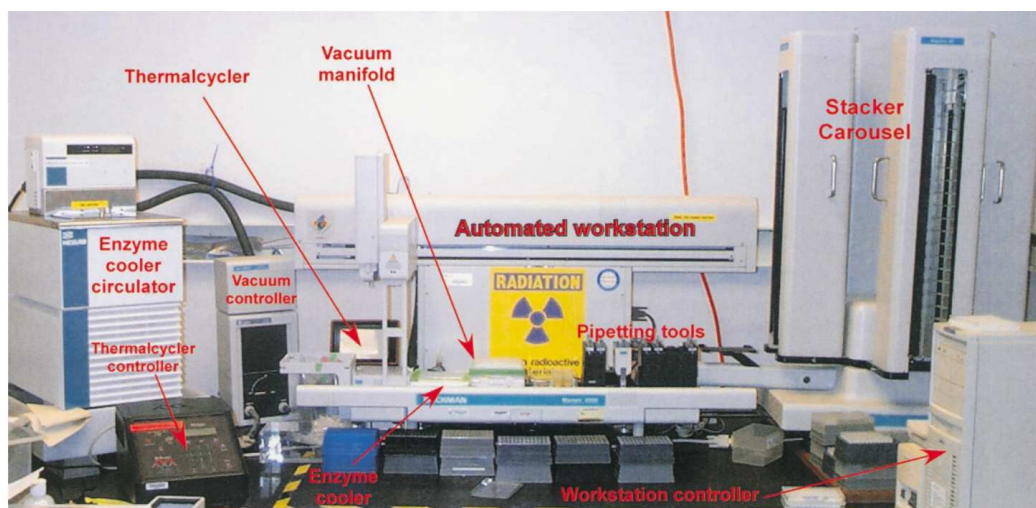 Thermalcycler
Vacuum
manifold
Stacker
Carousel
Automated workstation
Enzyme
cooler
circulator
Vacuum
controller
RADIATION
Pipetting tools
radioactive
Thermalcycler
controller
Enzyme
cooler
Workstation controller